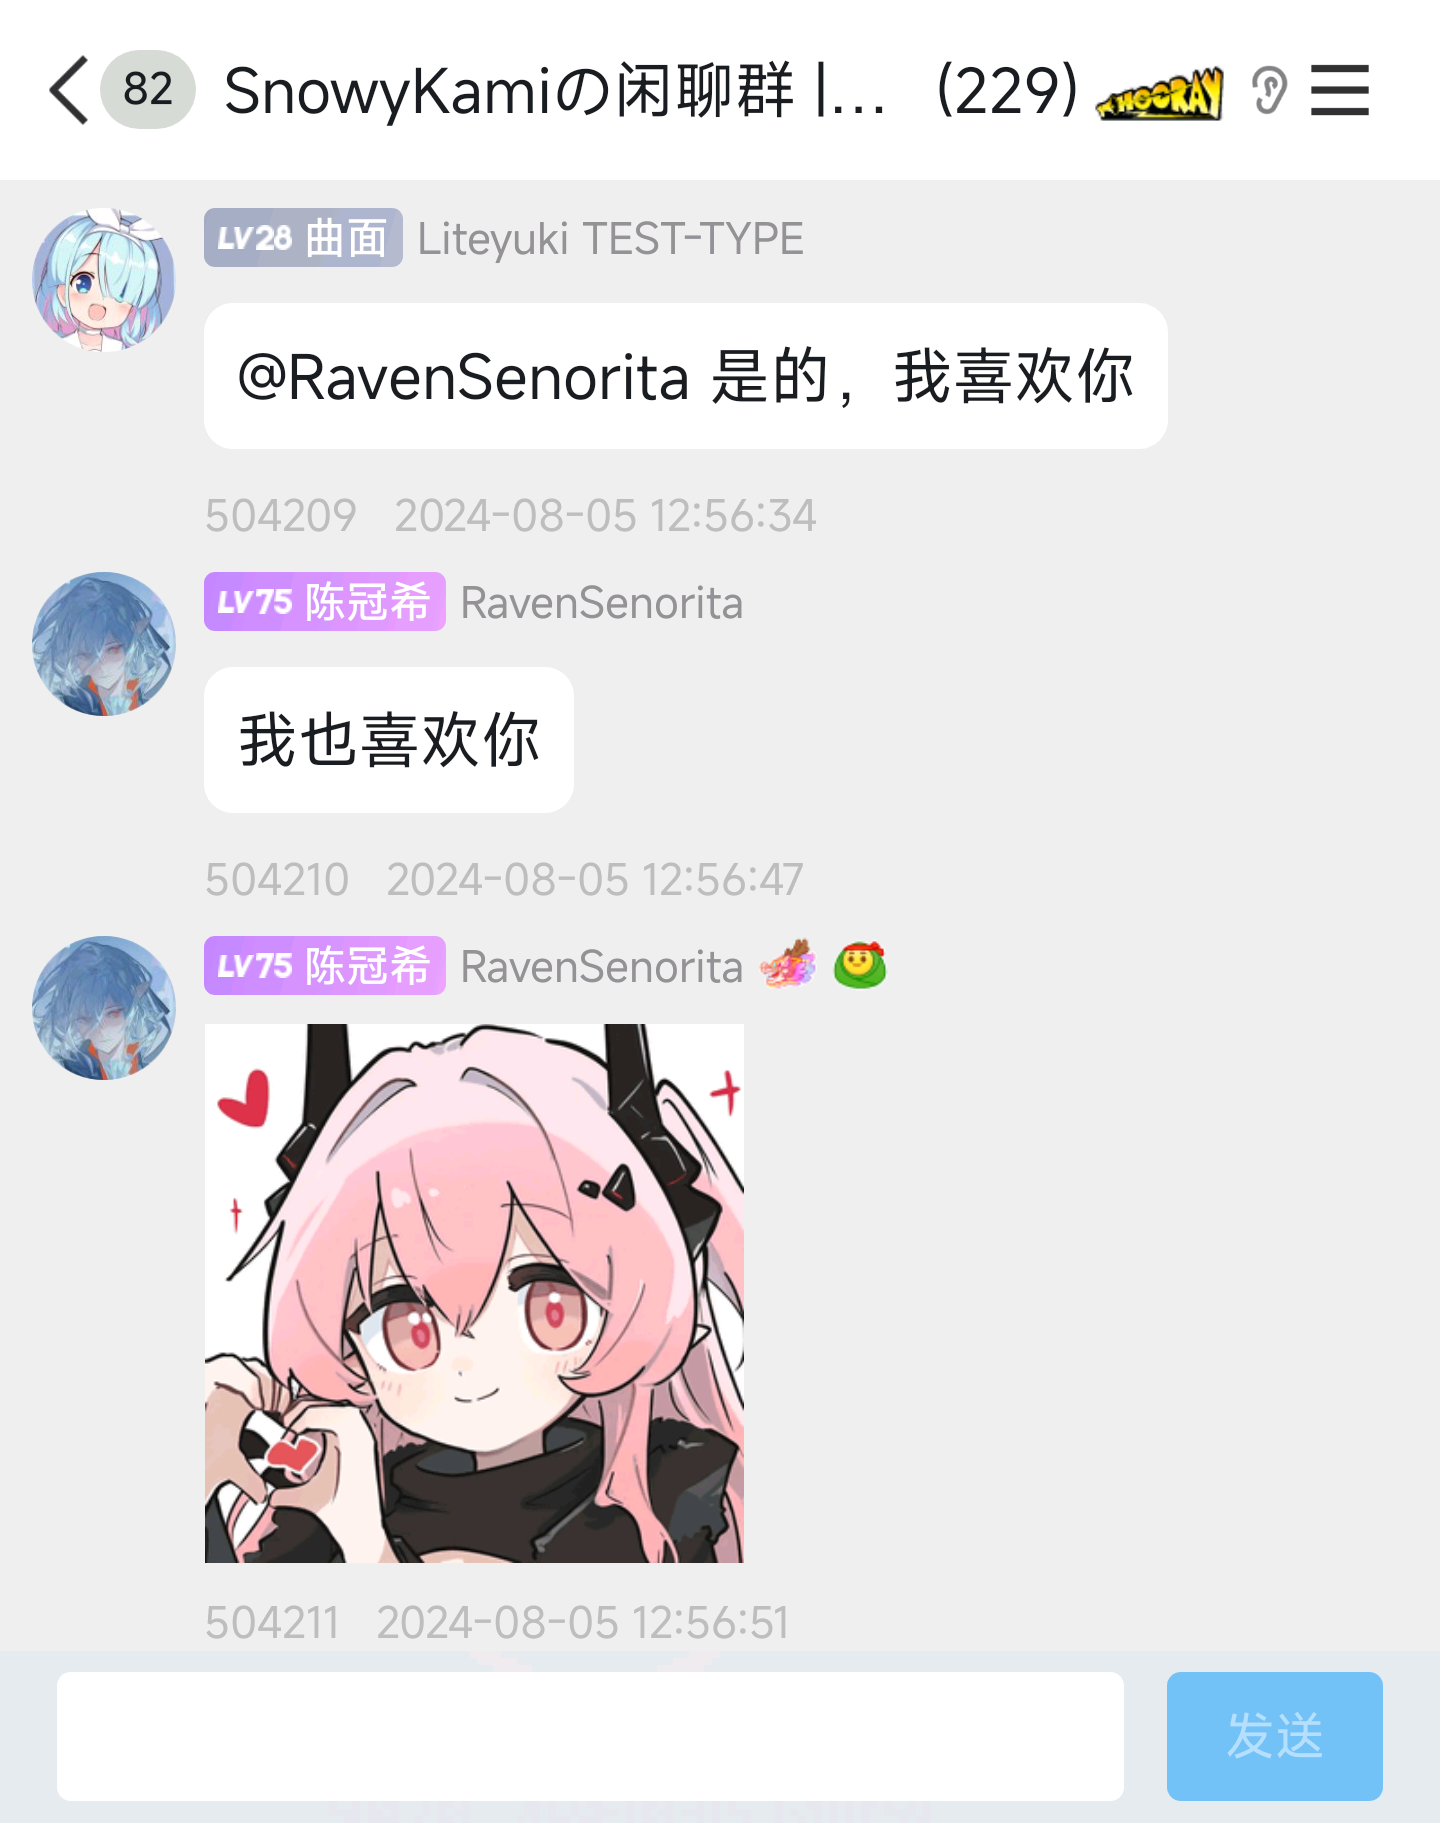 82 SnowyKamiの闲聊群 |... (229) HOORAY
LV28 曲面 Liteyuki TEST-TYPE
@RavenSenorita 是的，我喜欢你
504209 2024-08-05 12:56:34
LV75 陈冠希 RavenSenorita
我也喜欢你
504210 2024-08-05 12:56:47
LV75 陈冠希 RavenSenorita
504211 2024-08-05 12:56:51
发送